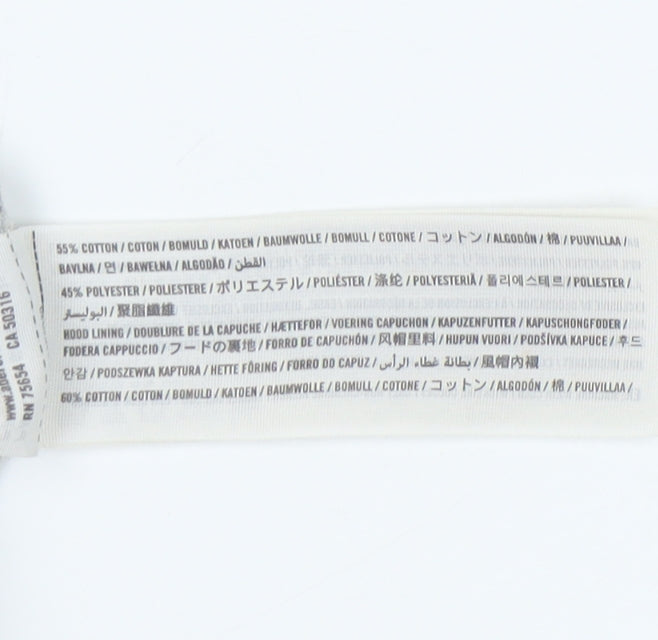 55% COTTON / COTON / BOMULD / KATOEN / BAUMWOLLE / BOMULL / COTONE / コットン / ALGODÓN / 棉 / PUUVILLAA /
BAVLNA / 면 / BAWEŁNA / ALGODÃO / القطن
45% POLYESTER / POLIESTERE / ポリエステル / POLIÉSTER / 涤纶 / POLYESTERIÄ / 폴리에스테르 / POLIESTER /
البوليستر / 聚脂纖維
HOOD LINING / DOUBLURE DE LA CAPUCHE / HÆTTEFOR / VOERING CAPUCHON / KAPUZENFUTTER / KAPUSCHONGFODER /
FODERA CAPPUCCIO / フードの裏地 / FORRO DE CAPUCHÓN / 风帽里料 / HUPUN VUORI / PODŠÍVKA KAPUCE / 후드
안감 / PODSZEWKA KAPTURA / HETTE FÔRING / FORRO DO CAPUZ / بطانة غطاء الرأس / 風帽內襯
60% COTTON / COTON / BOMULD / KATOEN / BAUMWOLLE / BOMULL / COTONE / コットン / ALGODÓN / 棉 / PUUVILLAA /
RN 75654 CA 50316